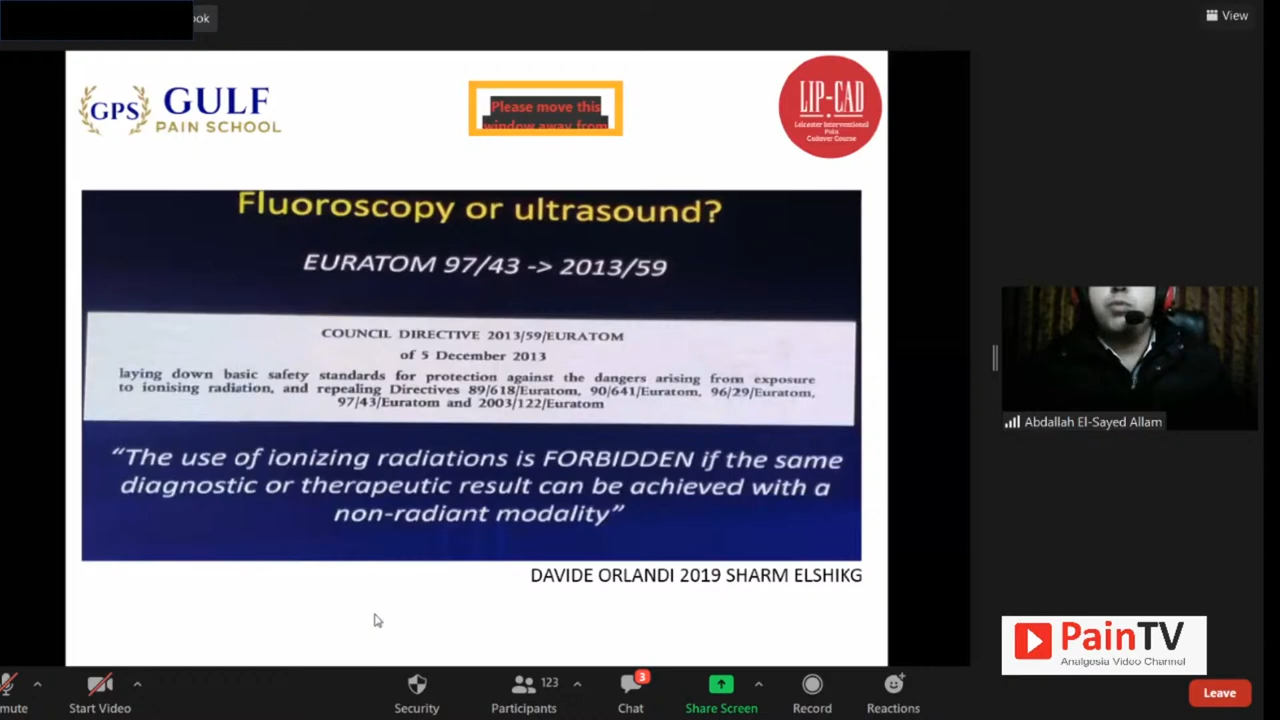 ook
View
GPS GULF
PAIN SCHOOL
Please move this
window away from
LIP-CAD
Leicester Interventional
Pain
Cadaver Course
Fluoroscopy or ultrasound?
EURATOM 97/43 -> 2013/59
COUNCIL DIRECTIVE 2013/59/EURATOM
of 5 December 2013
laying down basic safety standards for protection against the dangers arising from exposure
to ionising radiation, and repealing Directives 89/618/Euratom, 90/641/Euratom, 96/29/Euratom,
97/43/Euratom and 2003/122/Euratom
“The use of ionizing radiations is FORBIDDEN if the same
diagnostic or therapeutic result can be achieved with a
non-radiant modality”
DAVIDE ORLANDI 2019 SHARM ELSHIKG
Abdallah El-Sayed Allam
PainTV
Analgesia Video Channel
mute
Start Video
Security
Participants
123
Chat
3
Share Screen
Record
Reactions
Leave